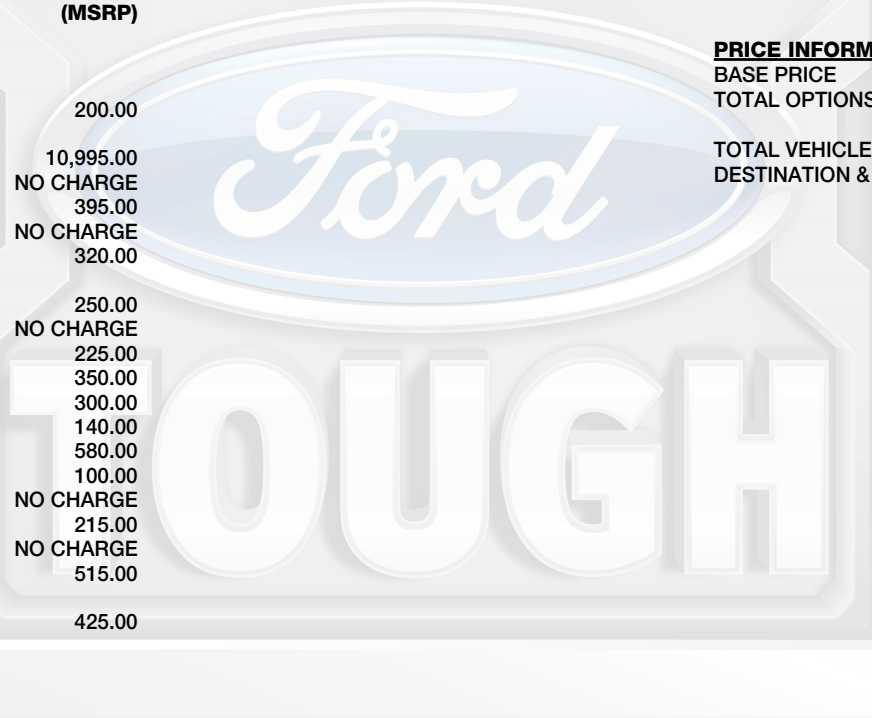 (MSRP)
200.00
10,995.00
NO CHARGE
395.00
NO CHARGE
320.00
250.00
NO CHARGE
225.00
350.00
300.00
140.00
580.00
100.00
NO CHARGE
215.00
NO CHARGE
515.00
425.00
PRICE INFORM
BASE PRICE
TOTAL OPTIONS
TOTAL VEHICLE
DESTINATION &
Ford
TOUGH